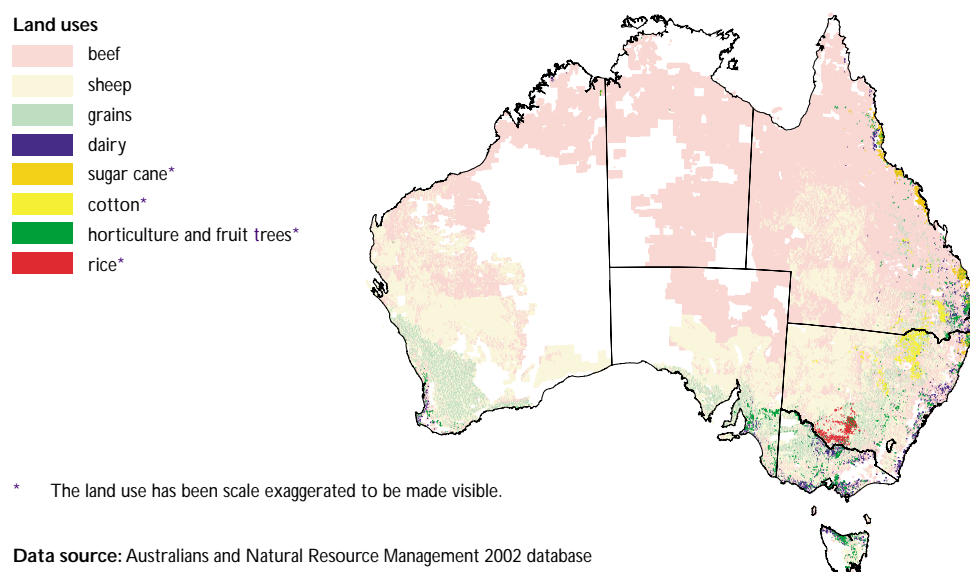 Land uses
beef
sheep
grains
dairy
sugar cane*
cotton*
horticulture and fruit trees*
rice*
* The land use has been scale exaggerated to be made visible.
Data source: Australians and Natural Resource Management 2002 database